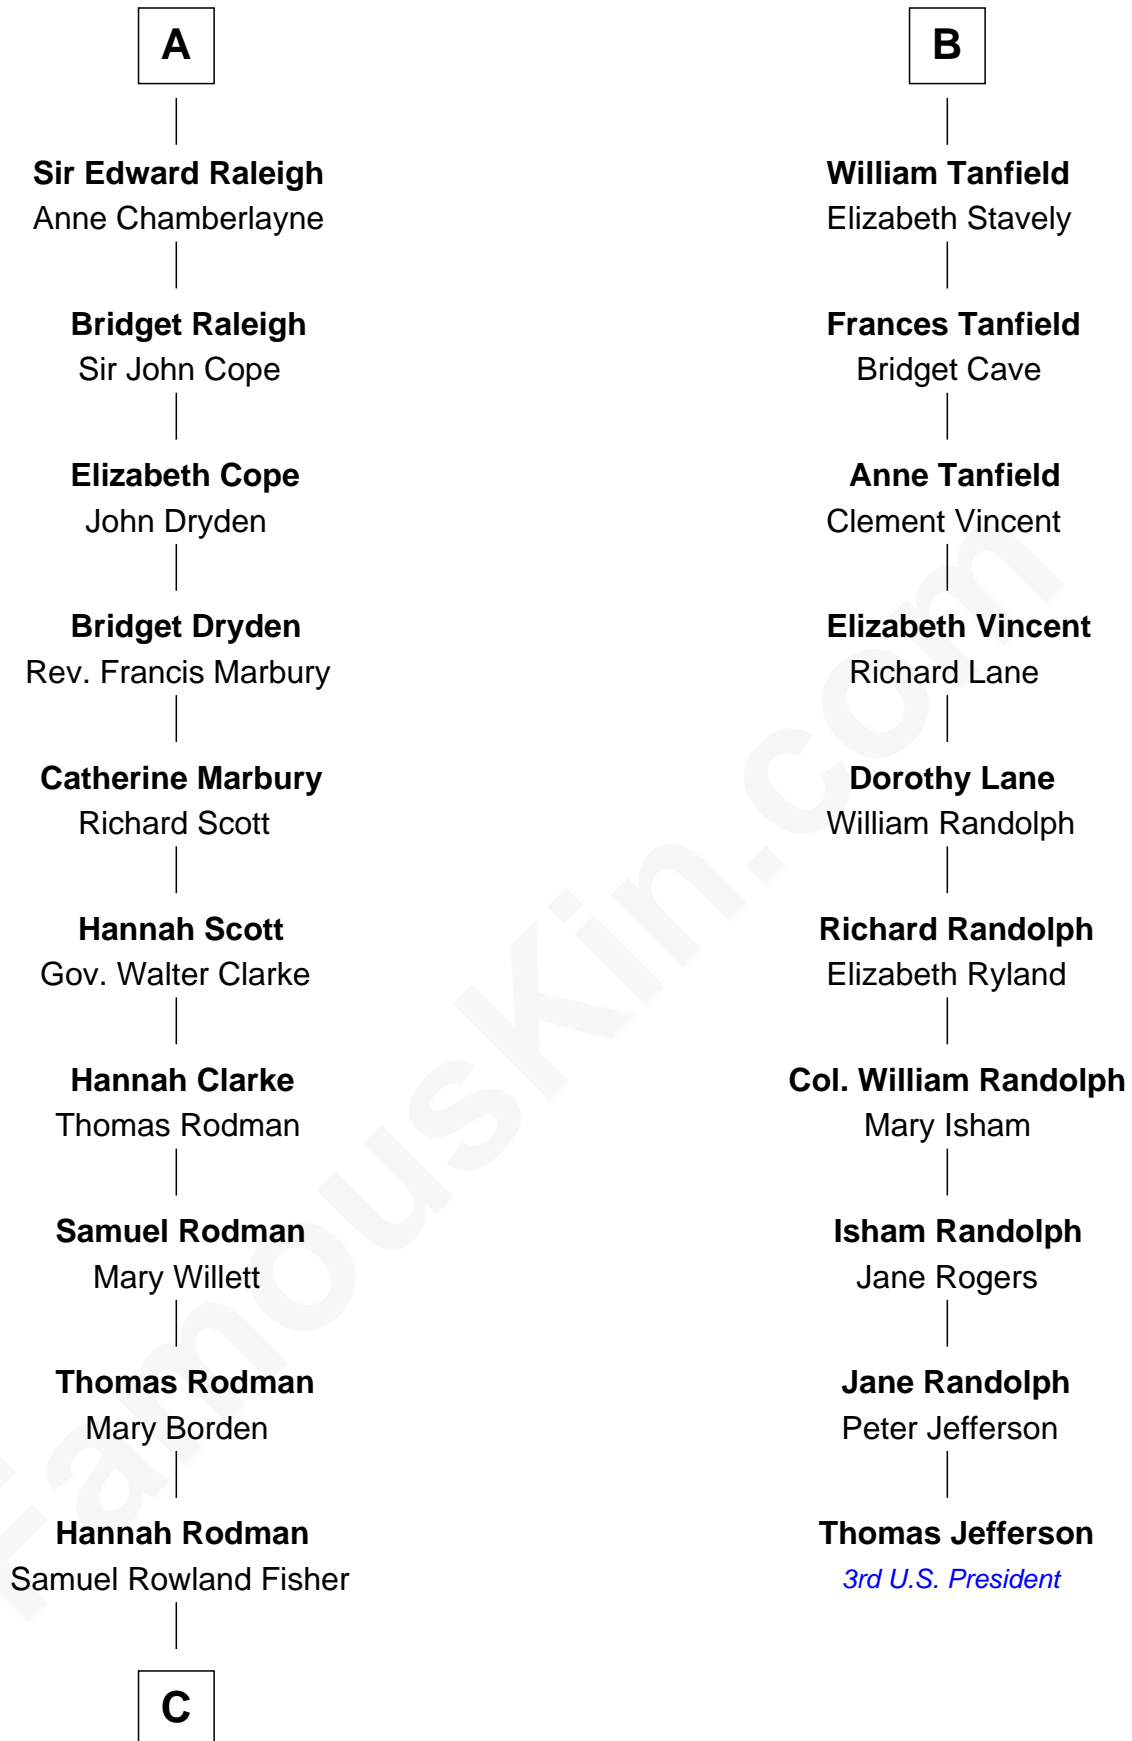 A
Sir Edward Raleigh
Anne Chamberlayne
Bridget Raleigh
Sir John Cope
Elizabeth Cope
John Dryden
Bridget Dryden
Rev. Francis Marbury
Catherine Marbury
Richard Scott
Hannah Scott
Gov. Walter Clarke
Hannah Clarke
Thomas Rodman
Samuel Rodman
Mary Willett
Thomas Rodman
Mary Borden
Hannah Rodman
Samuel Rowland Fisher
C
B
William Tanfield
Elizabeth Stavely
Frances Tanfield
Bridget Cave
Anne Tanfield
Clement Vincent
Elizabeth Vincent
Richard Lane
Dorothy Lane
William Randolph
Richard Randolph
Elizabeth Ryland
Col. William Randolph
Mary Isham
Isham Randolph
Jane Rogers
Jane Randolph
Peter Jefferson
Thomas Jefferson
3rd U.S. President
FamousKin.com